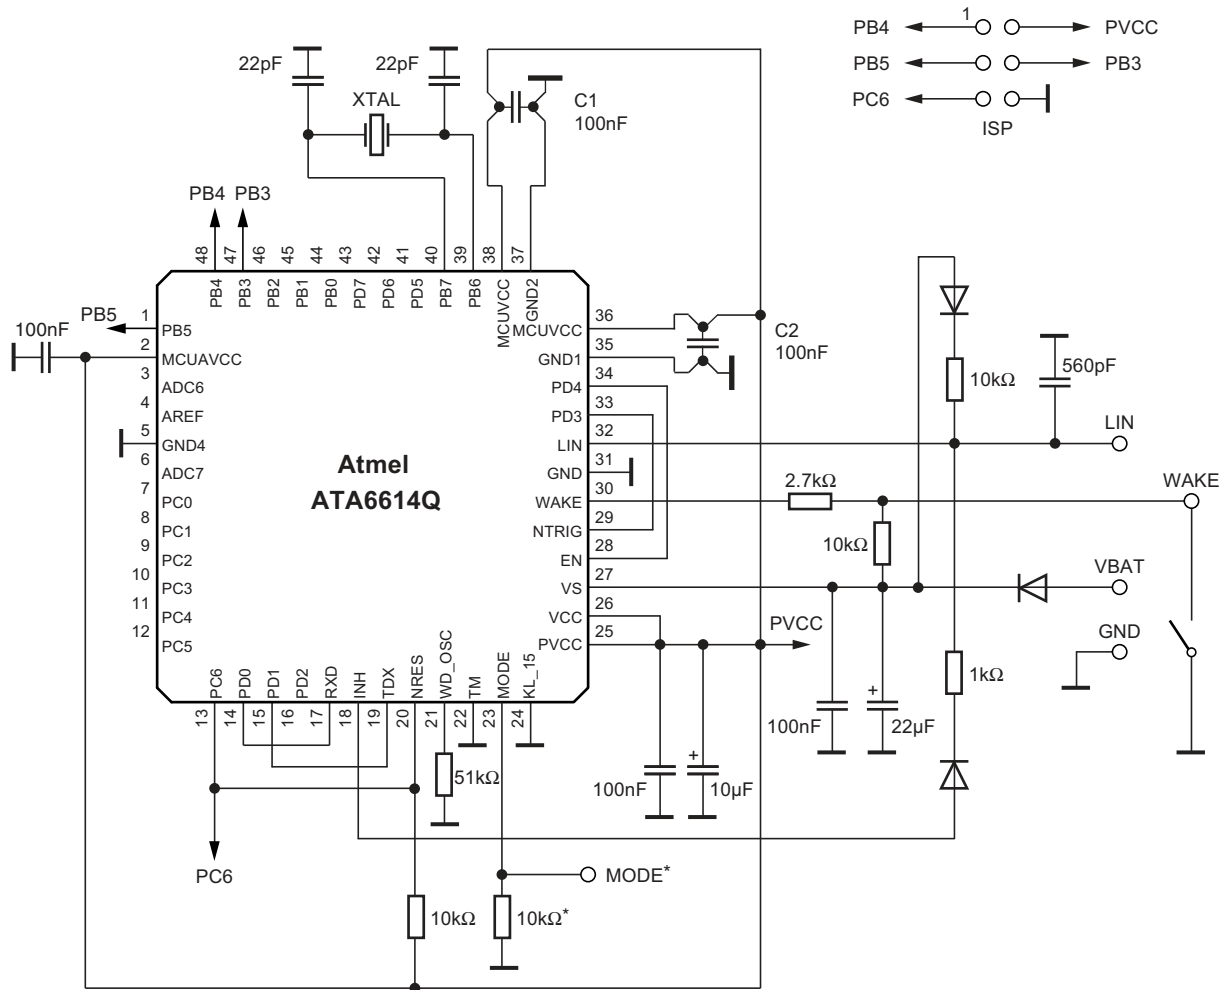 PB4
1
PVCC
PB5
PB3
PC6
ISP
22pF
22pF
XTAL
C1
100nF
PB4
PB3
48
47
46
45
44
43
42
41
40
39
38
37
PB4
PB3
PB2
PB1
PB0
PD7
PD6
PD5
PB7
PB6
MCUVCC
GND2
PB5
100nF
1
PB5
2
MCUAVCC
3
ADC6
4
AREF
5
GND4
6
ADC7
7
PC0
8
PC1
9
PC2
10
PC3
11
PC4
12
PC5
Atmel
ATA6614Q
36
MCUVCC
35
GND1
34
PD4
33
PD3
32
LIN
31
GND
30
WAKE
29
NTRIG
28
EN
27
VS
26
VCC
25
PVCC
C2
100nF
10kΩ
560pF
LIN
2.7kΩ
WAKE
10kΩ
VBAT
PVCC
GND
1kΩ
100nF
+
22µF
PC6
PD0
PD1
PD2
RXD
INH
TDX
NRES
WD_OSC
TM
MODE
KL_15
13
14
15
16
17
18
19
20
21
22
23
24
51kΩ
100nF
+
10µF
PC6
MODE*
10kΩ
10kΩ*